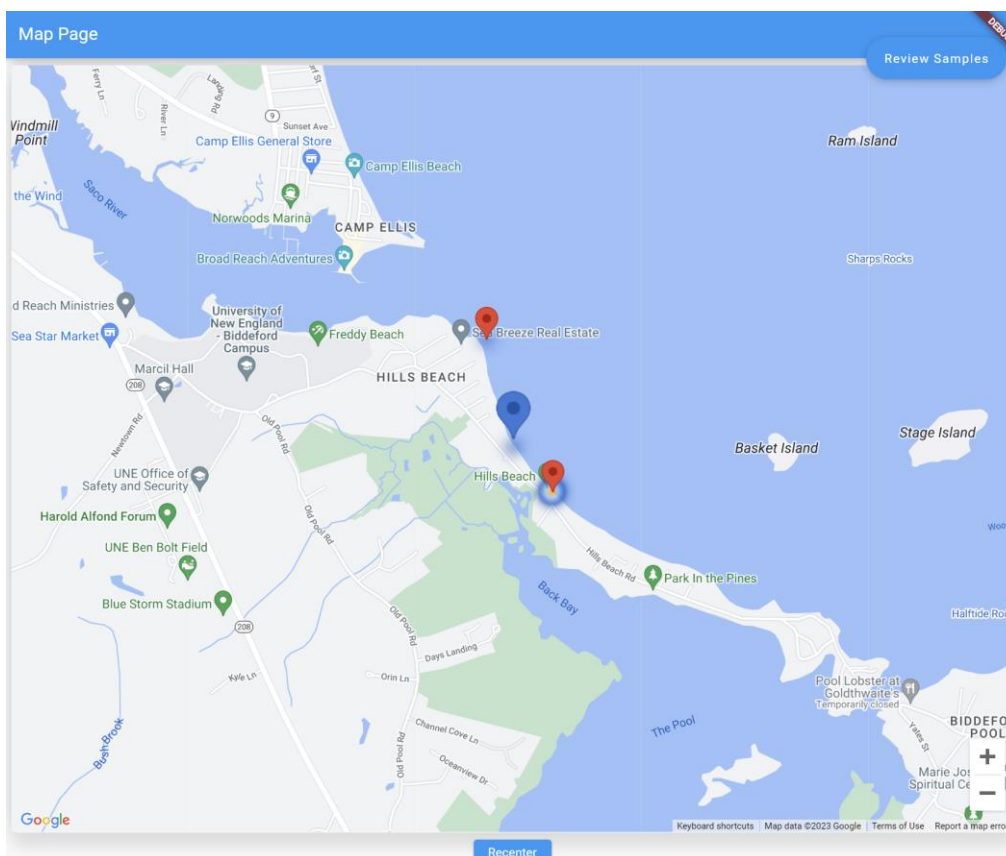 Map Page
Review Samples
Ferry Ln
River Ln
Landing Rd
9
Sunset Ave
Camp Ellis General Store
Windmill
Point
Ram Island
Camp Ellis Beach
the Wind
Saco River
Norwoods Marina
CAMP ELLIS
Broad Reach Adventures
Sharps Rocks
d Reach Ministries
University of
New England
- Biddeford
Campus
Sea Star Market
Freddy Beach
Sea Breeze Real Estate
Marcil Hall
208
HILLS BEACH
Newtown Rd
Old Pool Rd
Stage Island
Basket Island
UNE Office of
Safety and Security
Hills Beach
Harold Alfond Forum
Old Pool Rd
UNE Ben Bolt Field
Hills Beach Rd
Park In the Pines
Back Bay
Blue Storm Stadium
208
Old Pool Rd
Halftide Roc
Days Landing
Kyle Ln
Orin Ln
Pool Lobster at
Goldthwaite's
Temporarily closed
Channel Cove Ln
The Pool
Yates St
BIDDEFO
POOL
Bush Brook
Old Pool Rd
Oceanview Dr
+
Marie Jos
Spiritual Ce
−
Google
Keyboard shortcuts
Map data ©2023 Google
Terms of Use
Report a map erro
Recenter